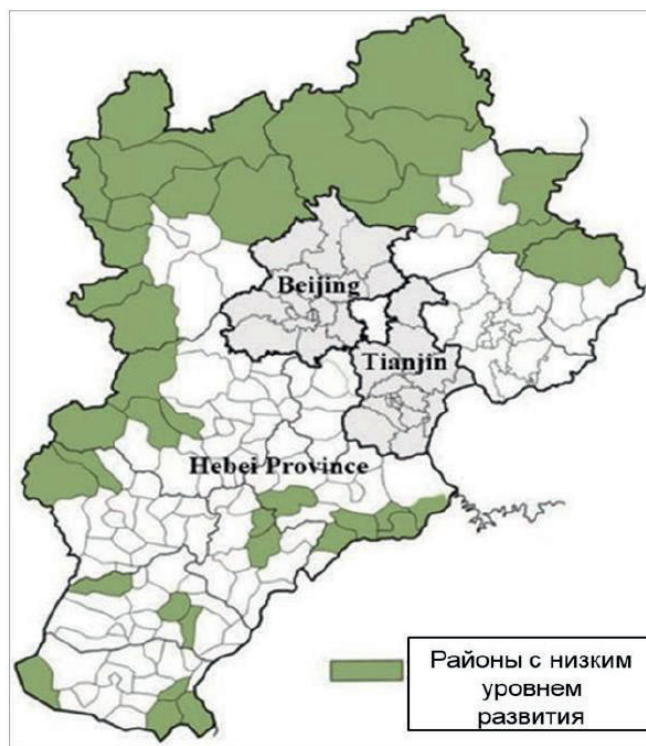 Beijing
Tianjin
Hebei Province
Районы с низким
уровнем
развития